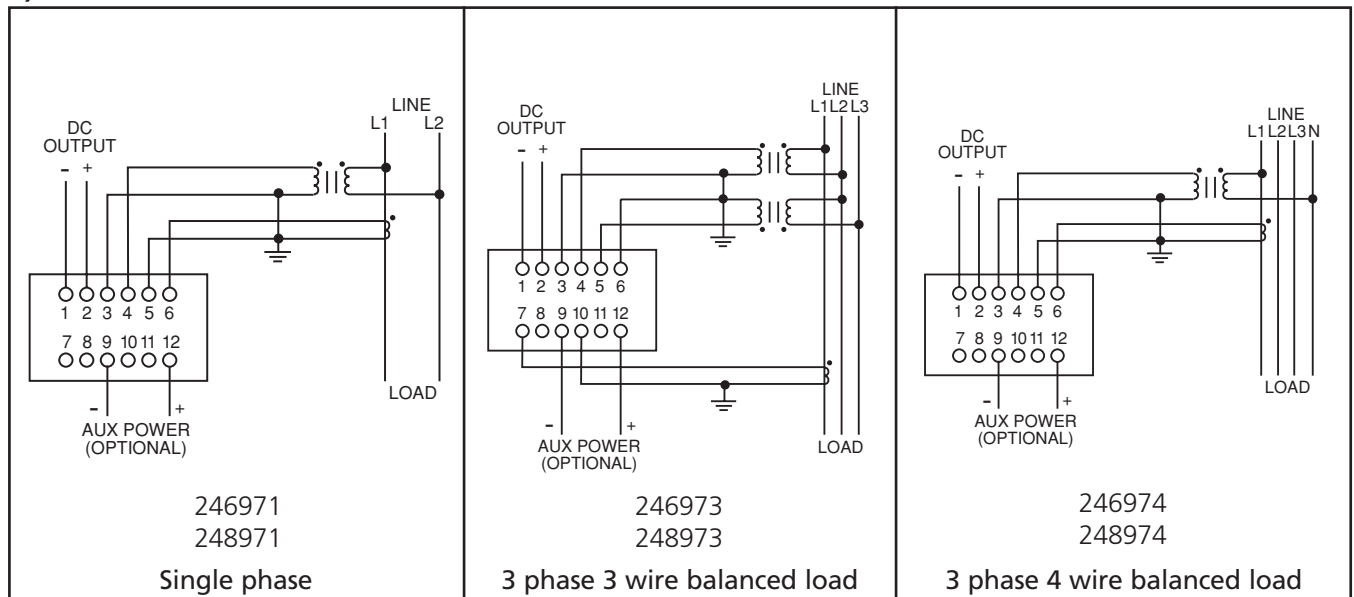 LINE
L1 L2
DC
OUTPUT
- +
1 2 3 4 5 6
7 8 9 10 11 12
LOAD
- +
AUX POWER
(OPTIONAL)
246971
248971
Single phase
LINE
L1 L2 L3
DC
OUTPUT
- +
1 2 3 4 5 6
7 8 9 10 11 12
- +
AUX POWER
(OPTIONAL)
LOAD
246973
248973
3 phase 3 wire balanced load
LINE
L1 L2 L3 N
DC
OUTPUT
- +
1 2 3 4 5 6
7 8 9 10 11 12
LOAD
- +
AUX POWER
(OPTIONAL)
246974
248974
3 phase 4 wire balanced load